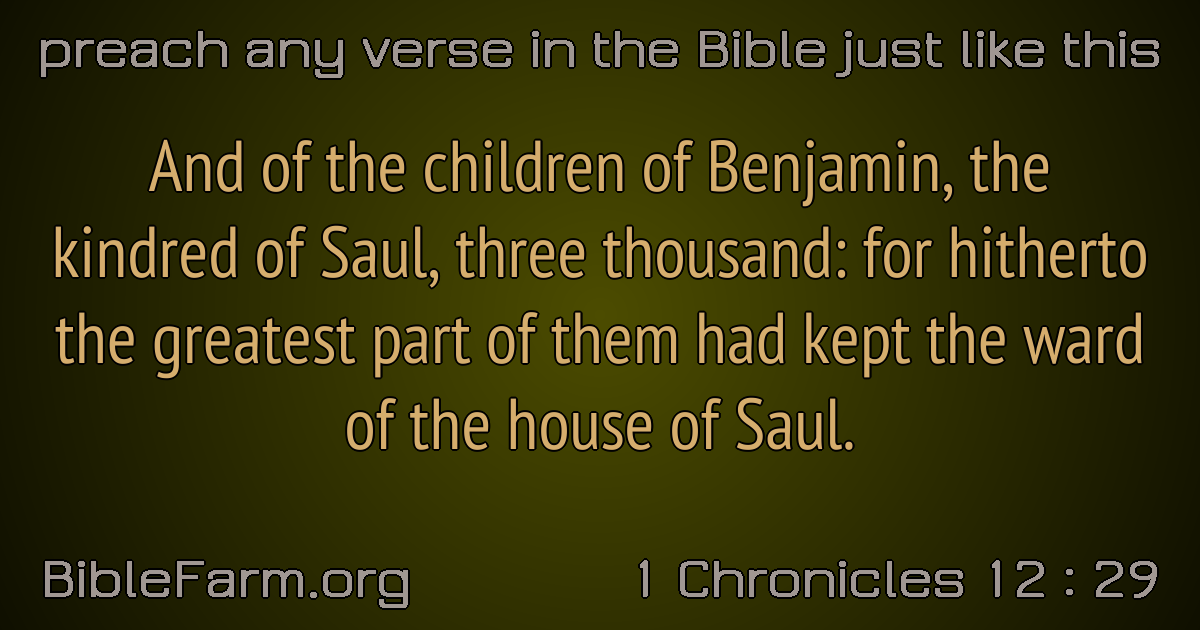 preach any verse in the Bible just like this
And of the children of Benjamin, the
kindred of Saul, three thousand: for hitherto
the greatest part of them had kept the ward
of the house of Saul.
BibleFarm.org
1 Chronicles 12 : 29